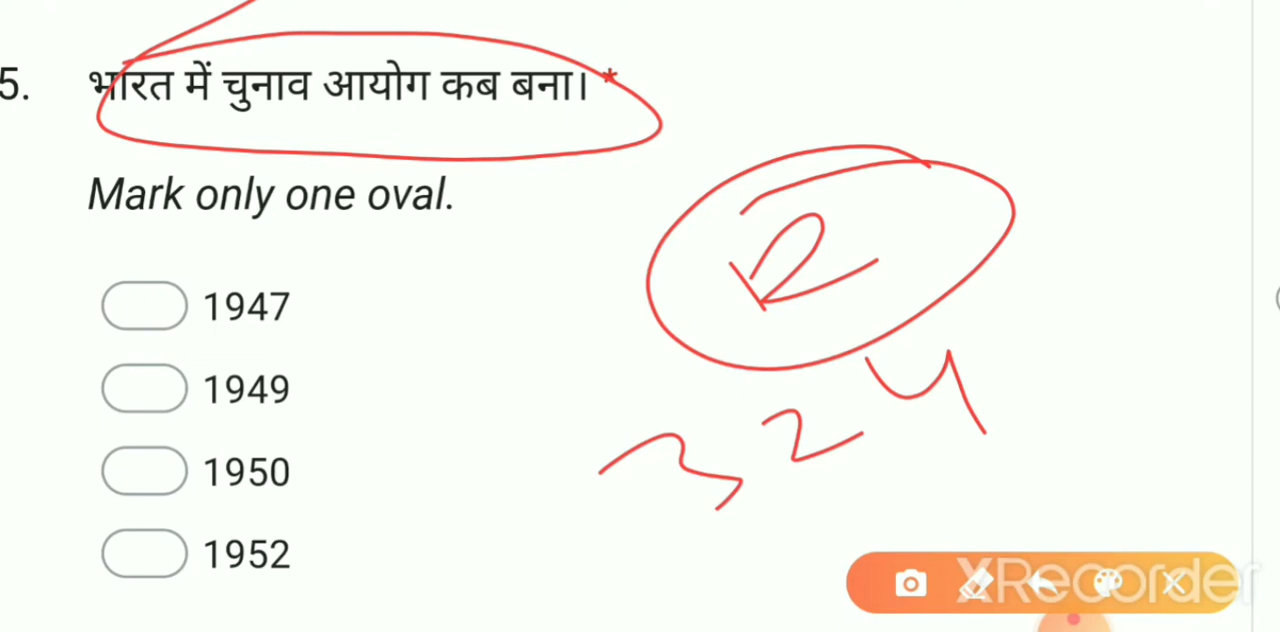 5. भारत में चुनाव आयोग कब बना। *
Mark only one oval.
1947
1949
1950
1952
324
XRecorder